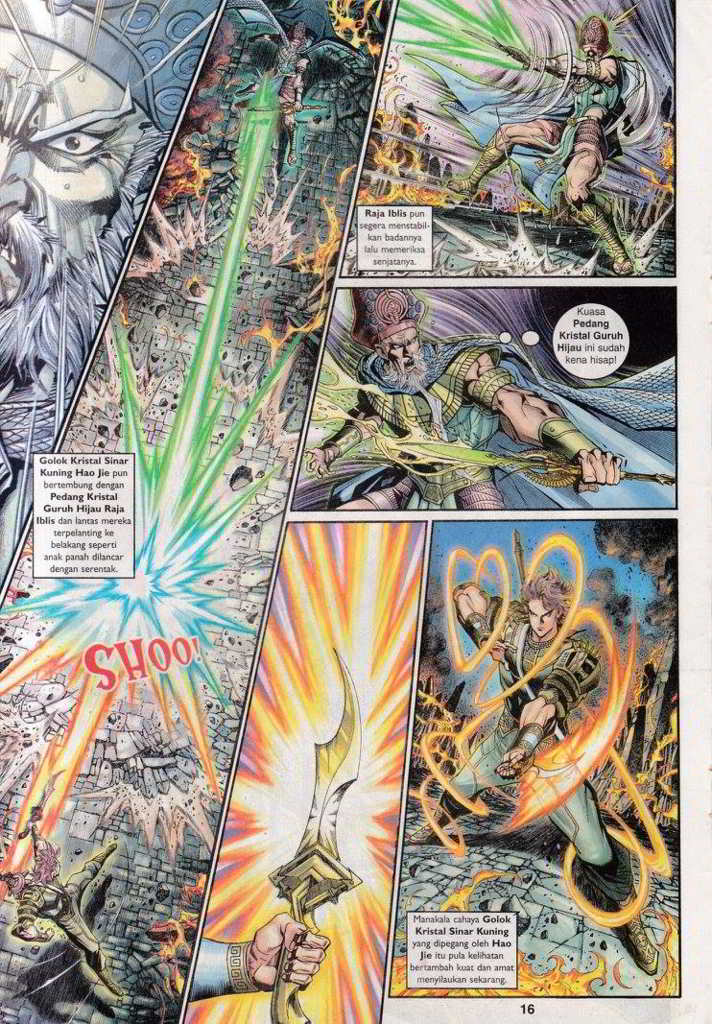 Golok Kristal Sinar
Kuning Hao Jie pun
bertembung dengan
Pedang Kristal
Guruh Hijau Raja
Iblis dan lantas mereka
terpelanting ke
belakang seperti
anak panah dilancar
dengan serentak.
SHOO!
Raja Iblis pun
segera menstabil-
kan badannya
lalu memeriksa
senjatanya.
Kuasa
Pedang
Kristal Guruh
Hijau ini sudah
kena hisap!
Manakala cahaya Golok
Kristal Sinar Kuning
yang dipegang oleh Hao
Jie itu pula kelihatan
bertambah kuat dan amat
menyilaukan sekarang.
16